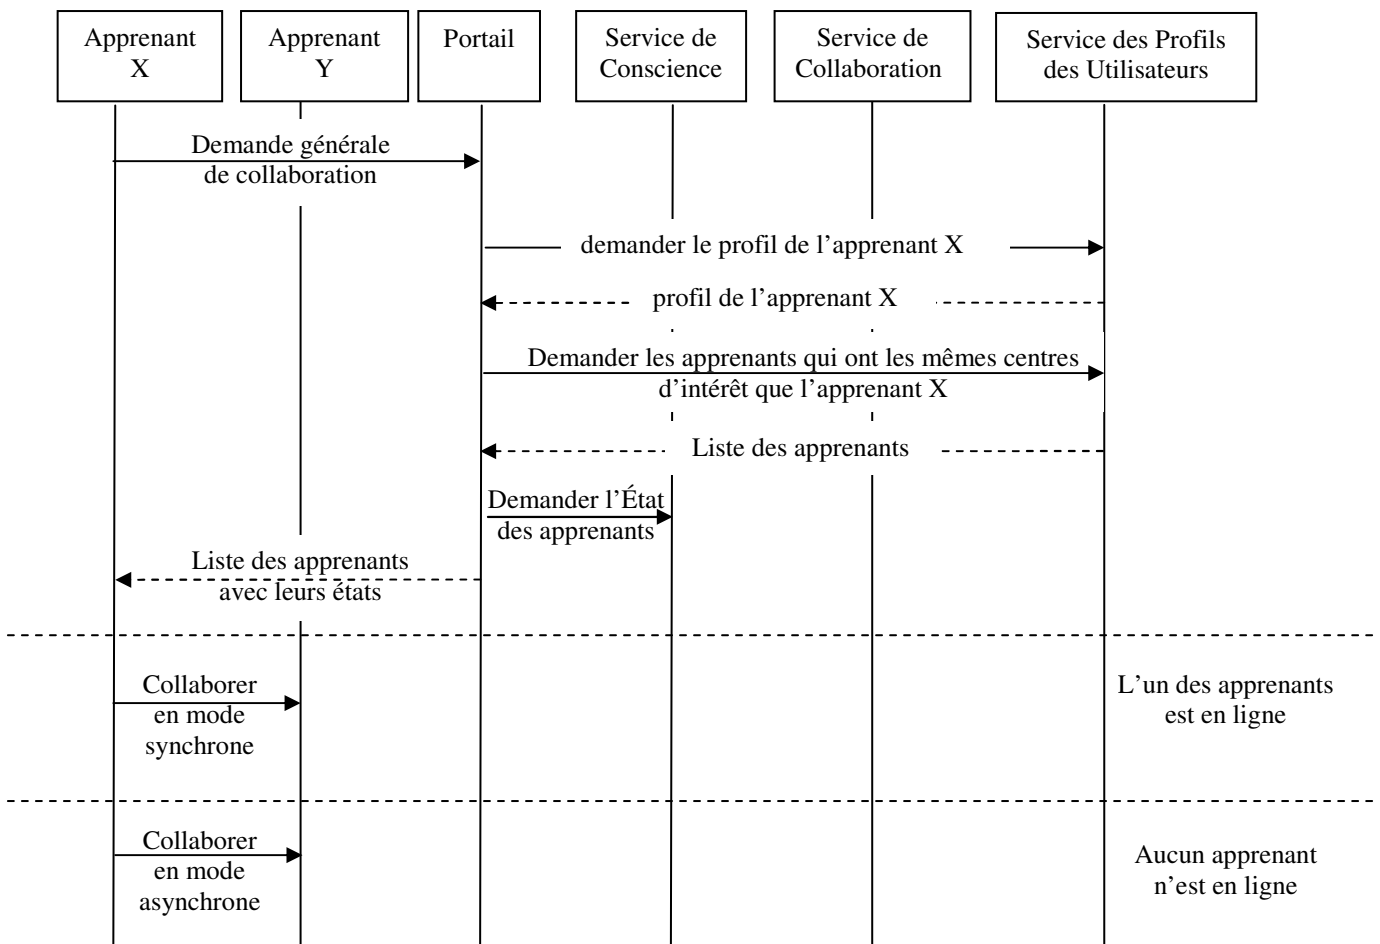 Apprenant
X
Apprenant
Y
Portail
Service de
Conscience
Service de
Collaboration
Service des Profils
des Utilisateurs
Demande générale
de collaboration
demander le profil de l’apprenant X
profil de l’apprenant X
Demander les apprenants qui ont les mêmes centres
d’intérêt que l’apprenant X
Liste des apprenants
Demander l’État
des apprenants
Liste des apprenants
avec leurs états
Collaborer
en mode
synchrone
L’un des apprenants
est en ligne
Collaborer
en mode
asynchrone
Aucun apprenant
n’est en ligne